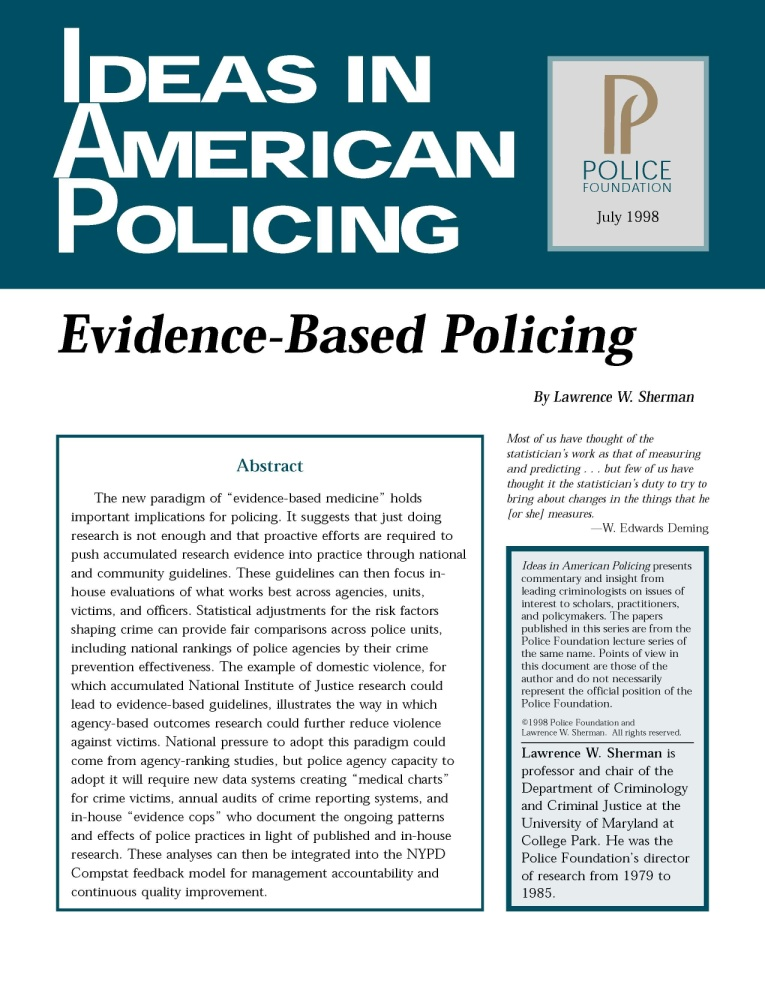 IDEAS IN
AMERICAN
POLICING
POLICE
FOUNDATION
July 1998
Evidence-Based Policing
By Lawrence W. Sherman
Abstract
The new paradigm of “evidence-based medicine” holds
important implications for policing. It suggests that just doing
research is not enough and that proactive efforts are required to
push accumulated research evidence into practice through national
and community guidelines. These guidelines can then focus in-
house evaluations of what works best across agencies, units,
victims, and officers. Statistical adjustments for the risk factors
shaping crime can provide fair comparisons across police units,
including national rankings of police agencies by their crime
prevention effectiveness. The example of domestic violence, for
which accumulated National Institute of Justice research could
lead to evidence-based guidelines, illustrates the way in which
agency-based outcomes research could further reduce violence
against victims. National pressure to adopt this paradigm could
come from agency-ranking studies, but police agency capacity to
adopt it will require new data systems creating “medical charts”
for crime victims, annual audits of crime reporting systems, and
in-house “evidence cops” who document the ongoing patterns
and effects of police practices in light of published and in-house
research. These analyses can then be integrated into the NYPD
Compstat feedback model for management accountability and
continuous quality improvement.
Most of us have thought of the
statistician's work as that of measuring
and predicting . . . but few of us have
thought it the statistician's duty to try to
bring about changes in the things that he
[or she] measures.
—W. Edwards Deming
Ideas in American Policing presents
commentary and insight from
leading criminologists on issues of
interest to scholars, practitioners,
and policymakers. The papers
published in this series are from the
Police Foundation lecture series of
the same name. Points of view in
this document are those of the
author and do not necessarily
represent the official position of the
Police Foundation.
©1998 Police Foundation and
Lawrence W. Sherman. All rights reserved.
Lawrence W. Sherman is
professor and chair of the
Department of Criminology
and Criminal Justice at the
University of Maryland at
College Park. He was the
Police Foundation's director
of research from 1979 to
1985.